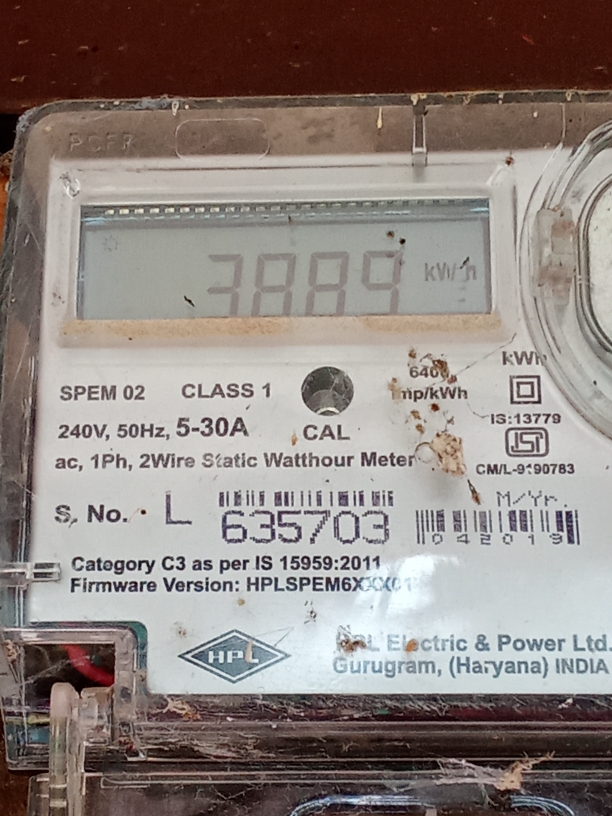 3889 kWh
kWh
SPEM 02 CLASS 1
6400
imp/kWh
IS:13779
240V, 50Hz, 5-30A
CAL
ac, 1Ph, 2Wire Static Watthour Meter
ISI
CM/L-9190783
M/Yr.
S. No. L 635703
042019
Category C3 as per IS 15959:2011
Firmware Version:
HPL
HPL Electric & Power Ltd.
Gurugram, (Haryana) INDIA